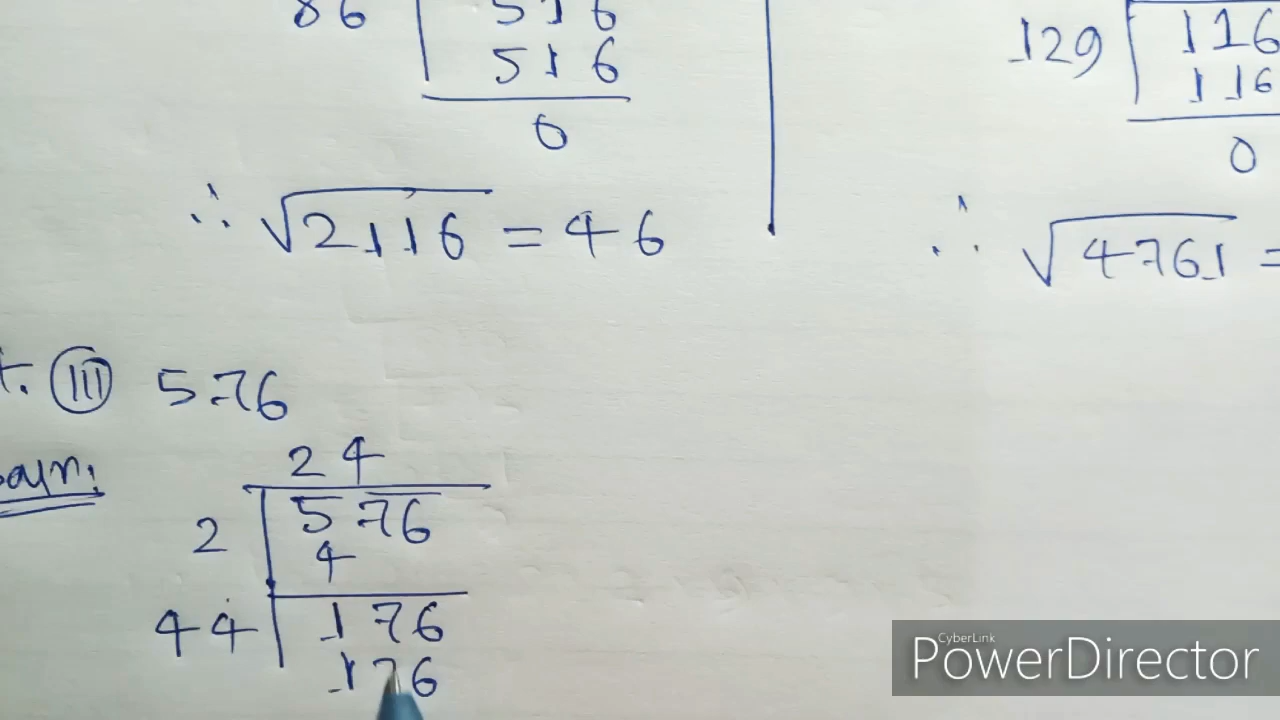 86 516
516
0
∴ √2116 = 46
129 116
116
0
∴ √4761 =
(III) 576
24
2 576
4
44 176
176
CyberLink
PowerDirector